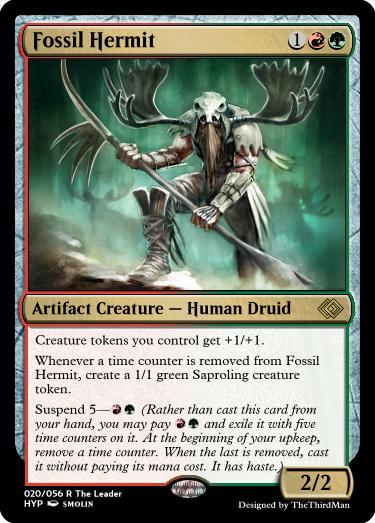 Fossil Hermit 1
Artifact Creature — Human Druid
Creature tokens you control get +1/+1.
Whenever a time counter is removed from Fossil
Hermit, create a 1/1 green Saproling creature
token.
Suspend 5— (Rather than cast this card from
your hand, you may pay and exile it with five
time counters on it. At the beginning of your upkeep,
remove a time counter. When the last is removed, cast
it without paying its mana cost. It has haste.)
2/2
020/056 R The Leader
HYP SMOLIN
Designed by TheThirdMan